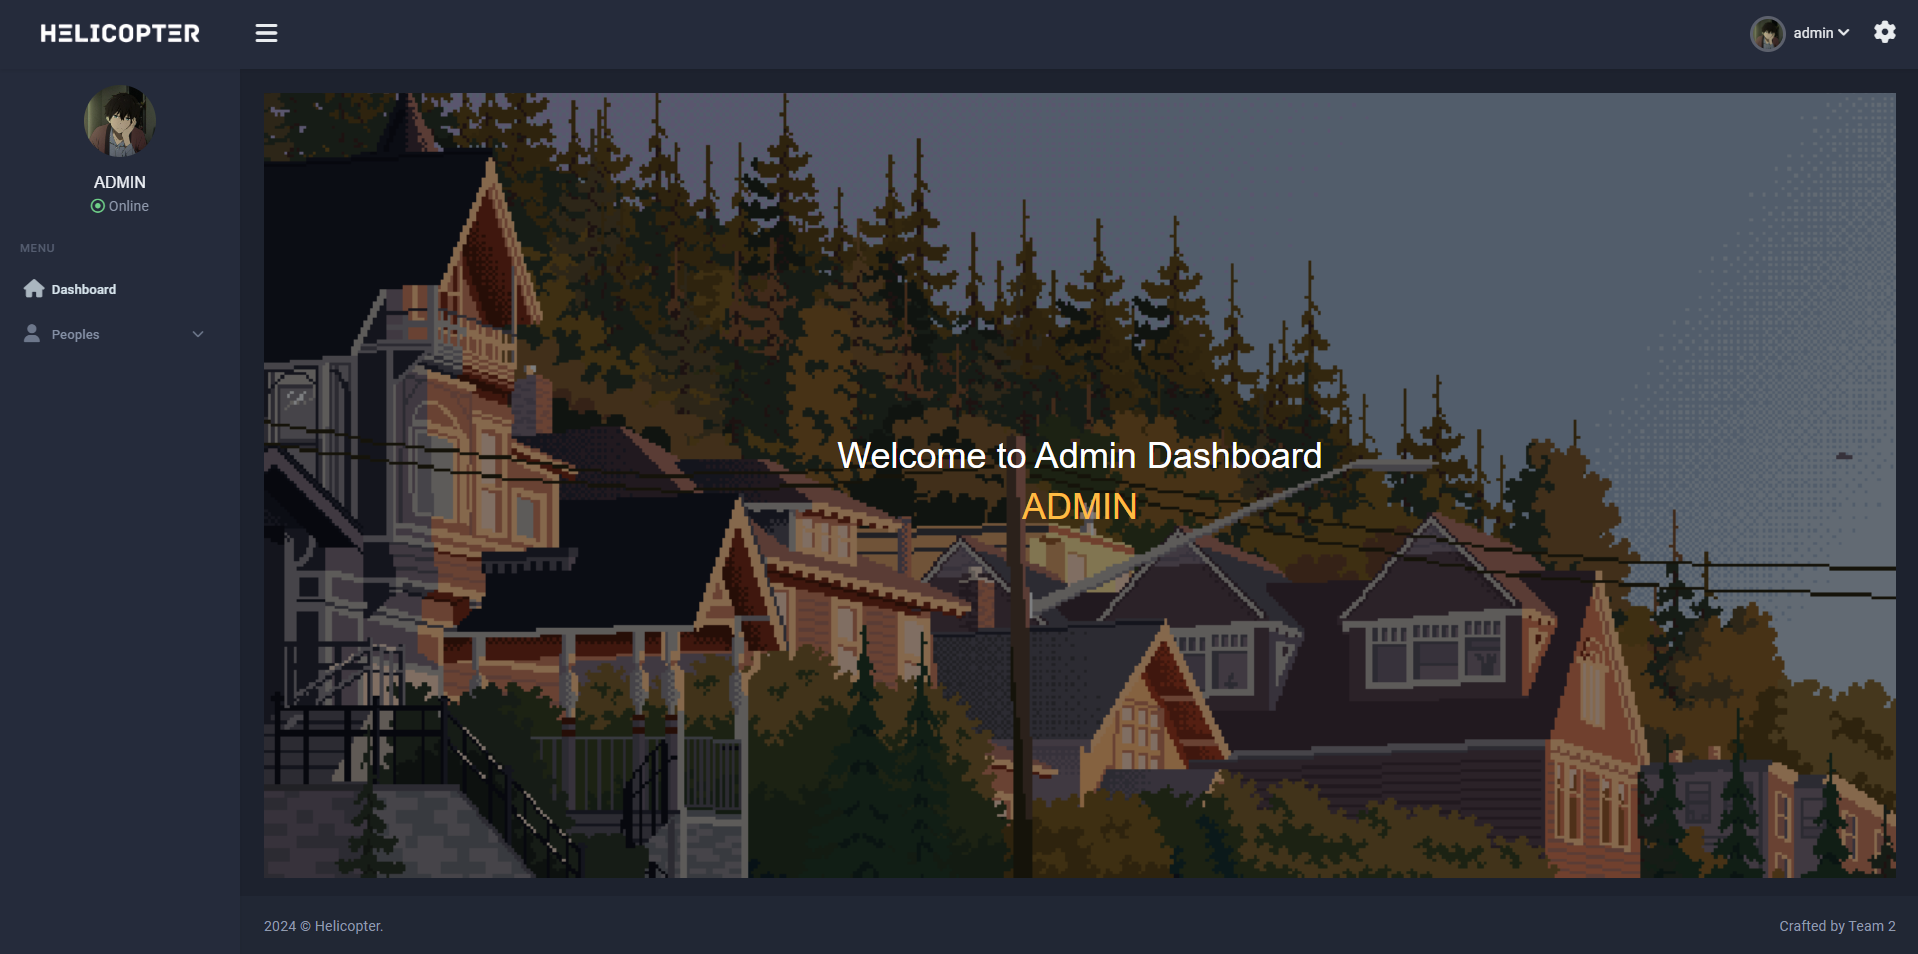 HELICOPTER
admin
ADMIN
Online
MENU
Dashboard
Peoples
Welcome to Admin Dashboard
ADMIN
2024 © Helicopter.
Crafted by Team 2